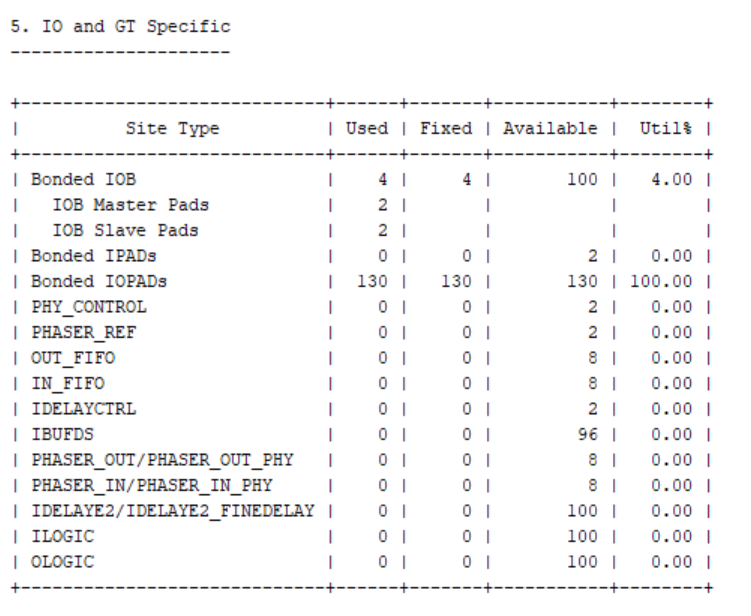 5. IO and GT Specific
---------------------
+-----------------------------+------+-------+-----------+--------+
|          Site Type          | Used | Fixed | Available |  Util% |
+-----------------------------+------+-------+-----------+--------+
| Bonded IOB                  |    4 |     4 |       100 |   4.00 |
|   IOB Master Pads           |    2 |       |           |        |
|   IOB Slave Pads            |    2 |       |           |        |
| Bonded IPADs                |    0 |     0 |         2 |   0.00 |
| Bonded IOPADs               |  130 |   130 |       130 | 100.00 |
| PHY_CONTROL                 |    0 |     0 |         2 |   0.00 |
| PHASER_REF                  |    0 |     0 |         2 |   0.00 |
| OUT_FIFO                    |    0 |     0 |         8 |   0.00 |
| IN_FIFO                     |    0 |     0 |         8 |   0.00 |
| IDELAYCTRL                  |    0 |     0 |         2 |   0.00 |
| IBUFDS                      |    0 |     0 |        96 |   0.00 |
| PHASER_OUT/PHASER_OUT_PHY   |    0 |     0 |         8 |   0.00 |
| PHASER_IN/PHASER_IN_PHY     |    0 |     0 |         8 |   0.00 |
| IDELAYE2/IDELAYE2_FINEDELAY |    0 |     0 |       100 |   0.00 |
| ILOGIC                      |    0 |     0 |       100 |   0.00 |
| OLOGIC                      |    0 |     0 |       100 |   0.00 |
+-----------------------------+------+-------+-----------+--------+